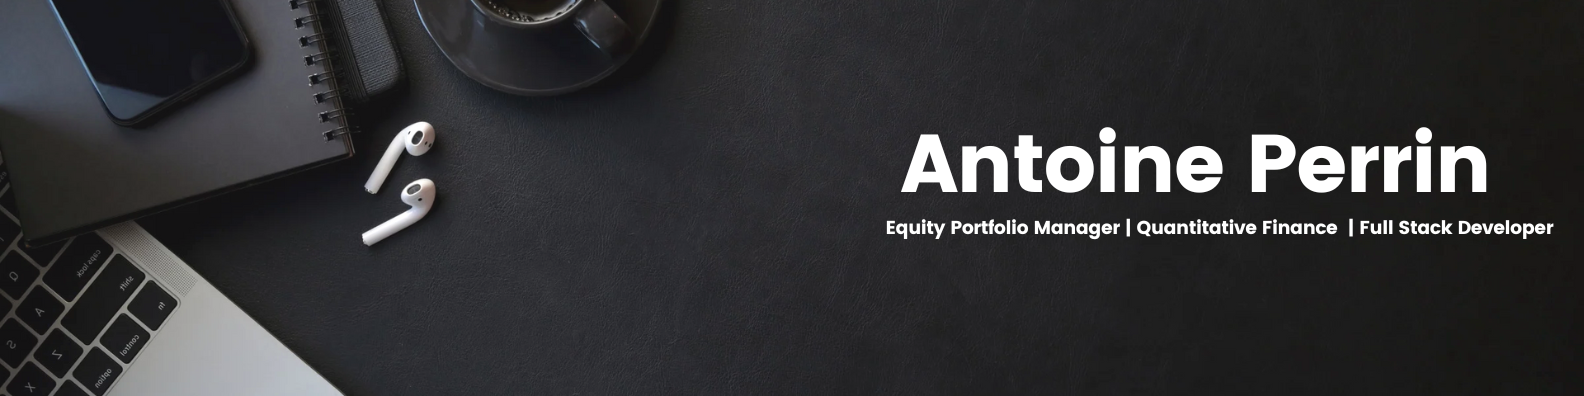 Antoine Perrin
Equity Portfolio Manager | Quantitative Finance | Full Stack Developer
caps lock
shift
fn
control
option
Q
A
S
Z
X